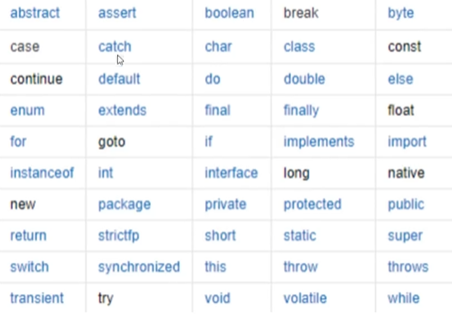 abstract assert boolean break byte
case catch char class const
continue default do double else
enum extends final finally float
for goto if implements import
instanceof int interface long native
new package private protected public
return strictfp short static super
switch synchronized this throw throws
transient try void volatile while